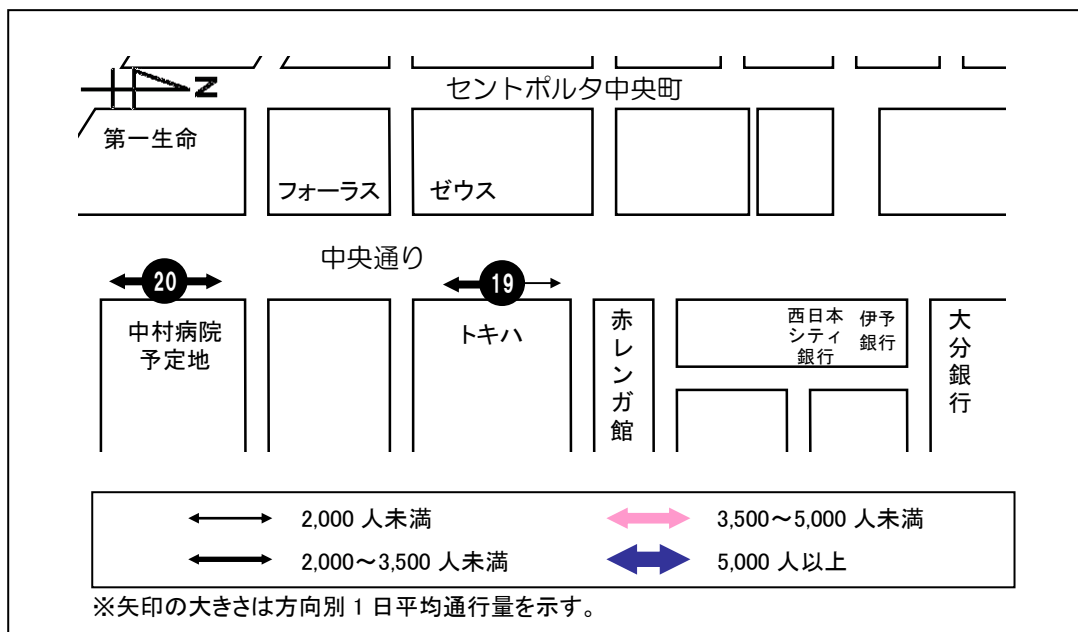 セントポルタ中央町
N
第一生命
フォーラス
ゼウス
中央通り
20
19
中村病院
予定地
トキハ
赤レンガ館
西日本
シティ
銀行
伊予
銀行
大分銀行
2,000 人未満
3,500～5,000 人未満
2,000～3,500 人未満
5,000 人以上
※矢印の大きさは方向別 1 日平均通行量を示す。